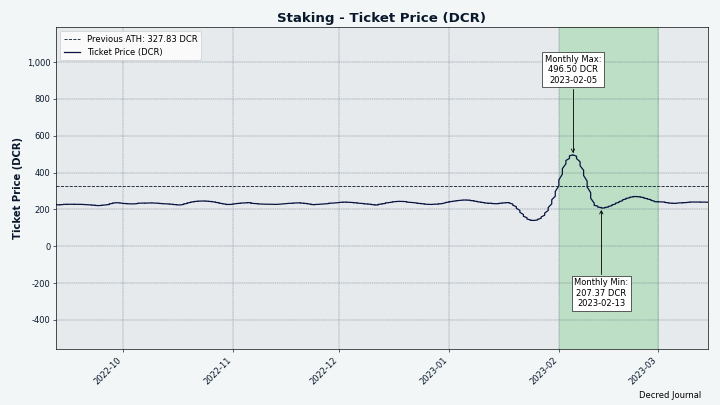 Staking - Ticket Price (DCR)
Previous ATH: 327.83 DCR
Ticket Price (DCR)
Ticket Price (DCR)
1,000
800
600
400
200
0
-200
-400
Monthly Max:
496.50 DCR
2023-02-05
Monthly Min:
207.37 DCR
2023-02-13
2022-10
2022-11
2022-12
2023-01
2023-02
2023-03
Decred Journal